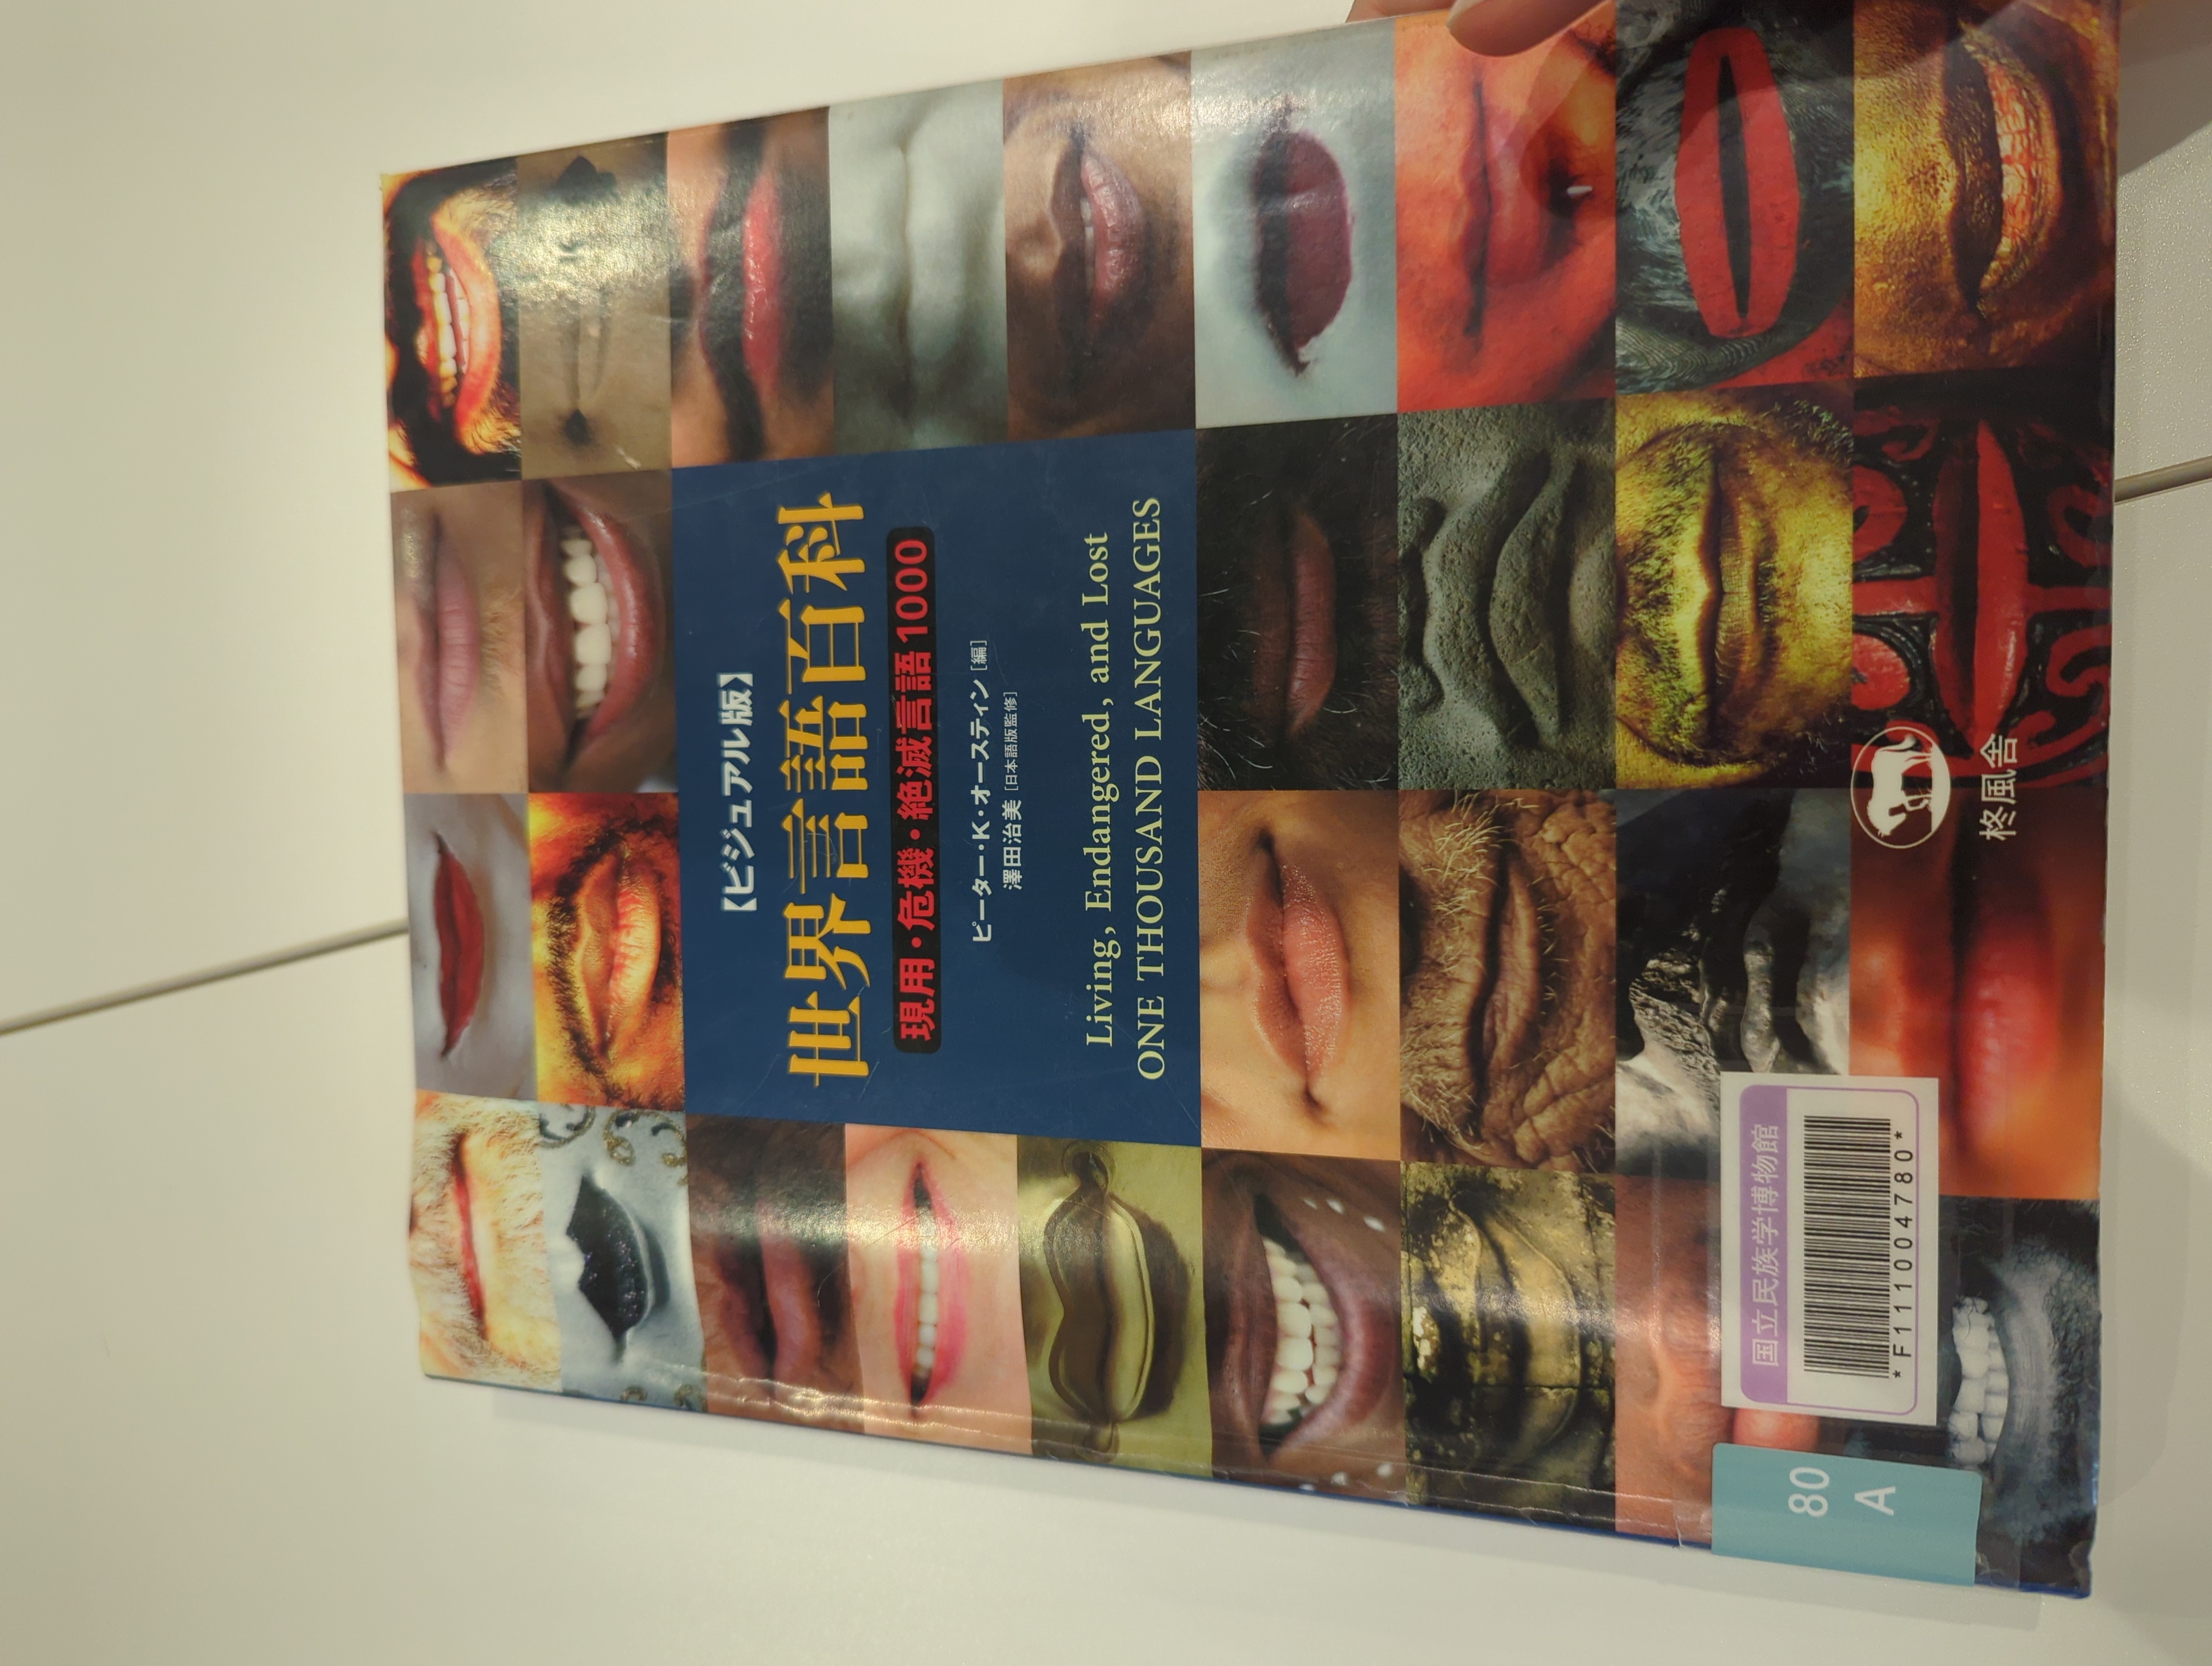 【ビジュアル版】
世界言語百科
現用・危機・絶滅言語1000
ピーター・K・オースティン［編］
澤田治美［日本語版監修］
Living, Endangered, and Lost
ONE THOUSAND LANGUAGES
80
A
国立民族学博物館
*F111004780*
柊風舎